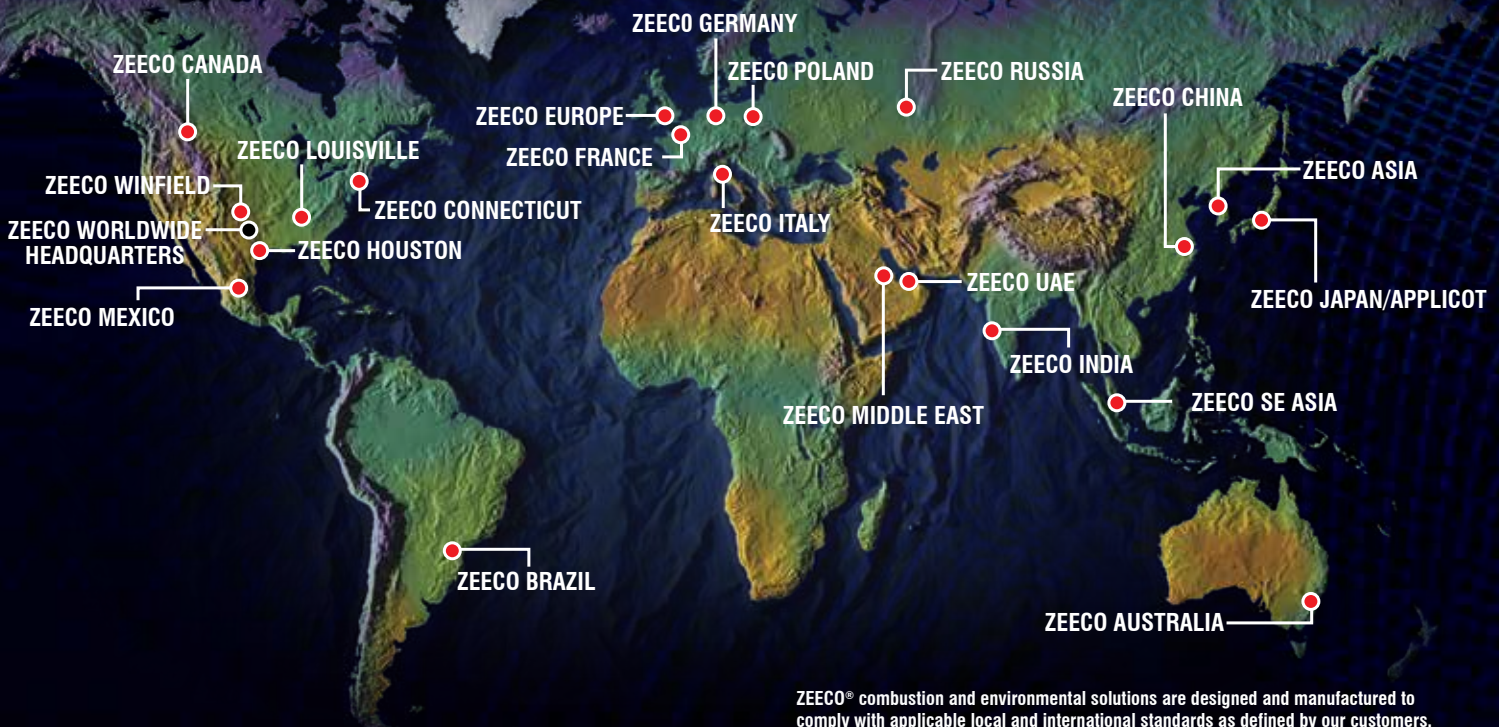 ZEECO GERMANY
ZEECO CANADA
ZEECO POLAND
ZEECO RUSSIA
ZEECO CHINA
ZEECO EUROPE
ZEECO LOUISVILLE
ZEECO FRANCE
ZEECO ASIA
ZEECO WINFIELD
ZEECO CONNECTICUT
ZEECO ITALY
ZEECO WORLDWIDE
HEADQUARTERS
ZEECO HOUSTON
ZEECO UAE
ZEECO JAPAN/APPLICOT
ZEECO MEXICO
ZEECO INDIA
ZEECO MIDDLE EAST
ZEECO SE ASIA
ZEECO BRAZIL
ZEECO AUSTRALIA
ZEECO® combustion and environmental solutions are designed and manufactured to
comply with applicable local and international standards as defined by our customers.